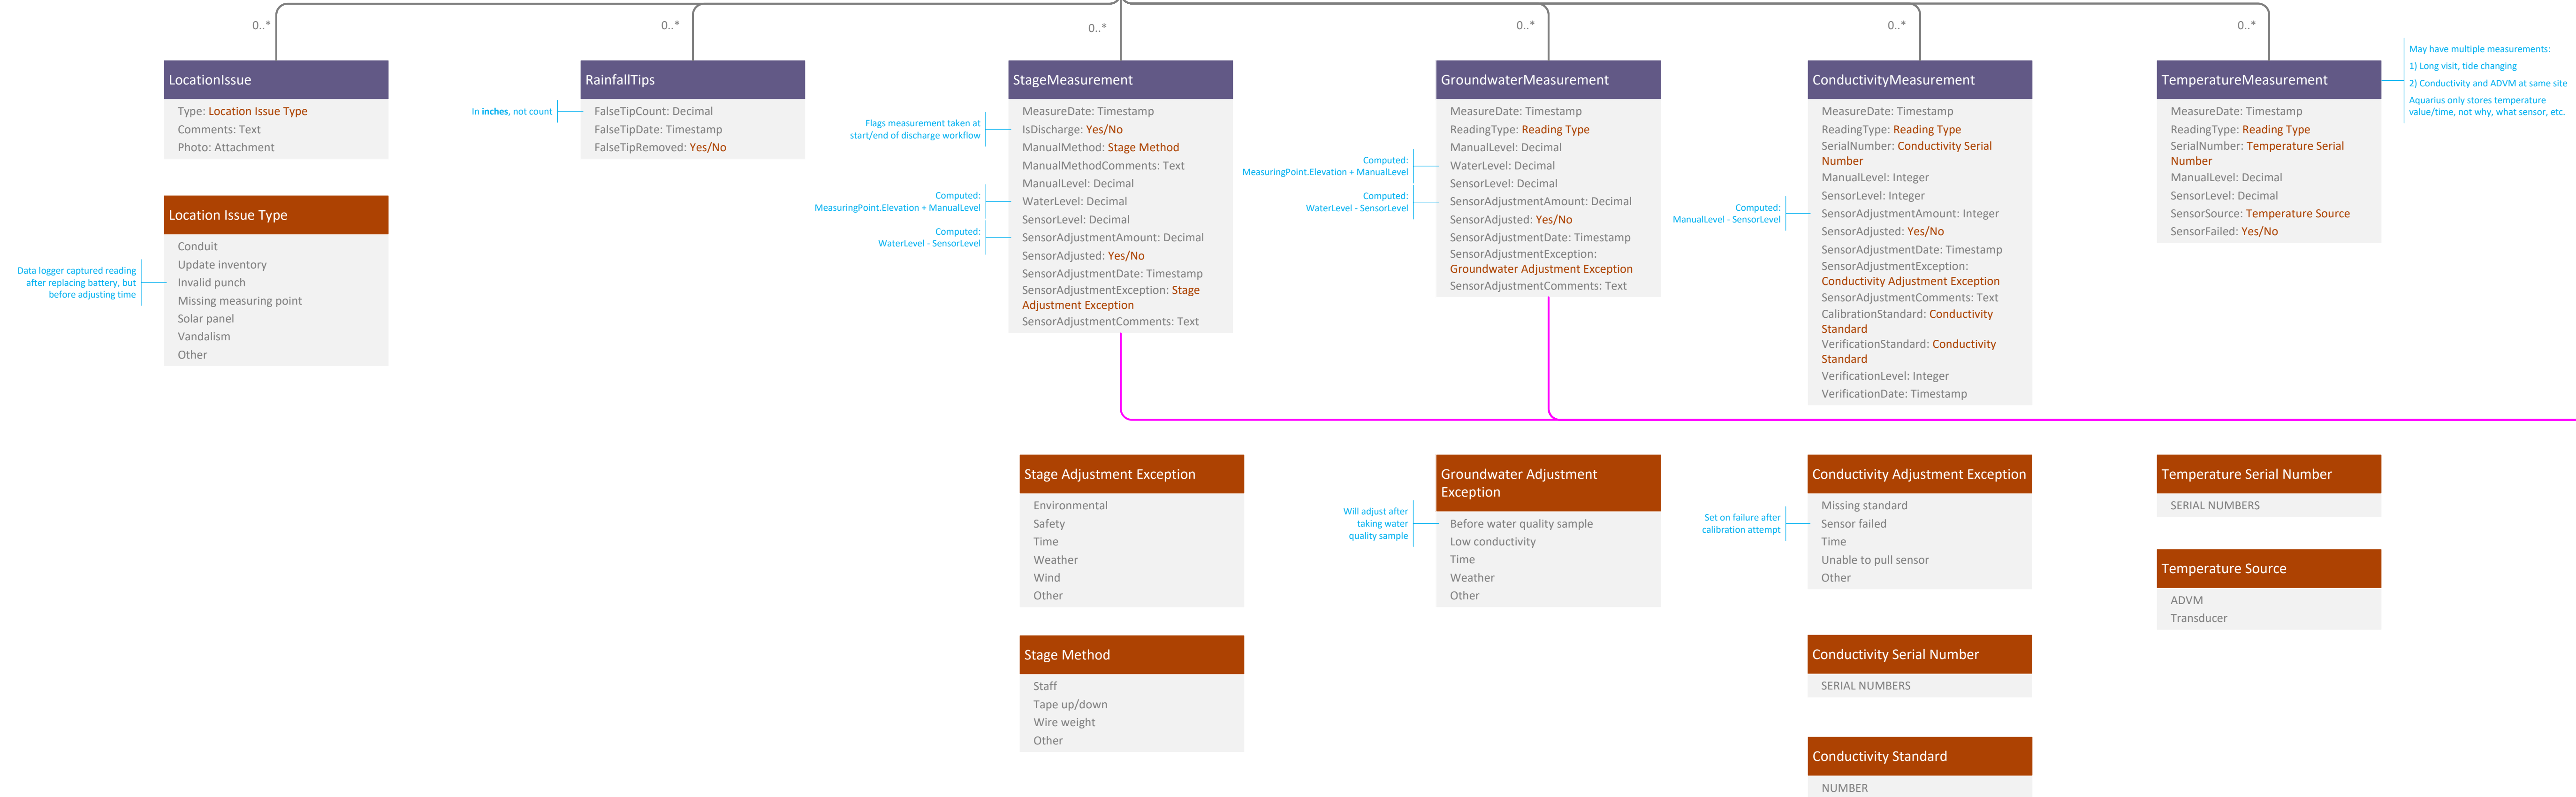 0..*
0..*
0..*
0..*
0..*
0..*
LocationIssue
Type: Location Issue Type
Comments: Text
Photo: Attachment
Location Issue Type
Conduit
Update inventory
Invalid punch
Missing measuring point
Solar panel
Vandalism
Other
Data logger captured reading
after replacing battery, but
before adjusting time
RainfallTips
FalseTipCount: Decimal
FalseTipDate: Timestamp
FalseTipRemoved: Yes/No
In inches, not count
StageMeasurement
MeasureDate: Timestamp
IsDischarge: Yes/No
ManualMethod: Stage Method
ManualMethodComments: Text
ManualLevel: Decimal
WaterLevel: Decimal
SensorLevel: Decimal
SensorAdjustmentAmount: Decimal
SensorAdjusted: Yes/No
SensorAdjustmentDate: Timestamp
SensorAdjustmentException: Stage
Adjustment Exception
SensorAdjustmentComments: Text
Flags measurement taken at
start/end of discharge workflow
Computed:
MeasuringPoint.Elevation + ManualLevel
Computed:
WaterLevel - SensorLevel
GroundwaterMeasurement
MeasureDate: Timestamp
ReadingType: Reading Type
ManualLevel: Decimal
WaterLevel: Decimal
SensorLevel: Decimal
SensorAdjustmentAmount: Decimal
SensorAdjusted: Yes/No
SensorAdjustmentDate: Timestamp
SensorAdjustmentException:
Groundwater Adjustment Exception
SensorAdjustmentComments: Text
Computed:
MeasuringPoint.Elevation + ManualLevel
Computed:
WaterLevel - SensorLevel
ConductivityMeasurement
MeasureDate: Timestamp
ReadingType: Reading Type
SerialNumber: Conductivity Serial
Number
ManualLevel: Integer
SensorLevel: Integer
SensorAdjustmentAmount: Integer
SensorAdjusted: Yes/No
SensorAdjustmentDate: Timestamp
SensorAdjustmentException:
Conductivity Adjustment Exception
SensorAdjustmentComments: Text
CalibrationStandard: Conductivity
Standard
VerificationStandard: Conductivity
Standard
VerificationLevel: Integer
VerificationDate: Timestamp
Computed:
ManualLevel - SensorLevel
TemperatureMeasurement
MeasureDate: Timestamp
ReadingType: Reading Type
SerialNumber: Temperature Serial
Number
ManualLevel: Decimal
SensorLevel: Decimal
SensorSource: Temperature Source
SensorFailed: Yes/No
May have multiple measurements:
1) Long visit, tide changing
2) Conductivity and ADVM at same site
Aquarius only stores temperature
value/time, not why, what sensor, etc.
Stage Adjustment Exception
Environmental
Safety
Time
Weather
Wind
Other
Stage Method
Staff
Tape up/down
Wire weight
Other
Groundwater Adjustment
Exception
Before water quality sample
Low conductivity
Time
Weather
Other
Will adjust after
taking water
quality sample
Conductivity Adjustment Exception
Missing standard
Sensor failed
Time
Unable to pull sensor
Other
Set on failure after
calibration attempt
Conductivity Serial Number
SERIAL NUMBERS
Conductivity Standard
NUMBER
Temperature Serial Number
SERIAL NUMBERS
Temperature Source
ADVM
Transducer